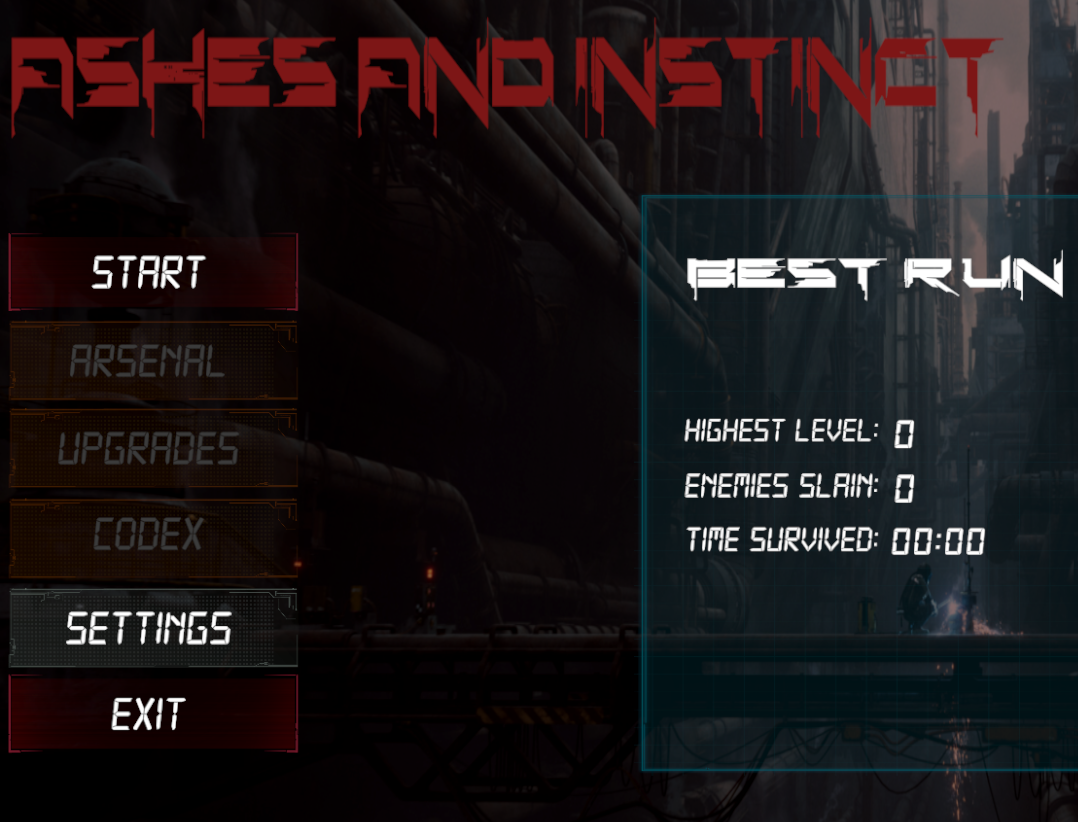 ASHES AND INSTINCT
START
ARSENAL
UPGRADES
CODEX
SETTINGS
EXIT
BEST RUN
HIGHEST LEVEL: 0
ENEMIES SLAIN: 0
TIME SURVIVED: 00:00